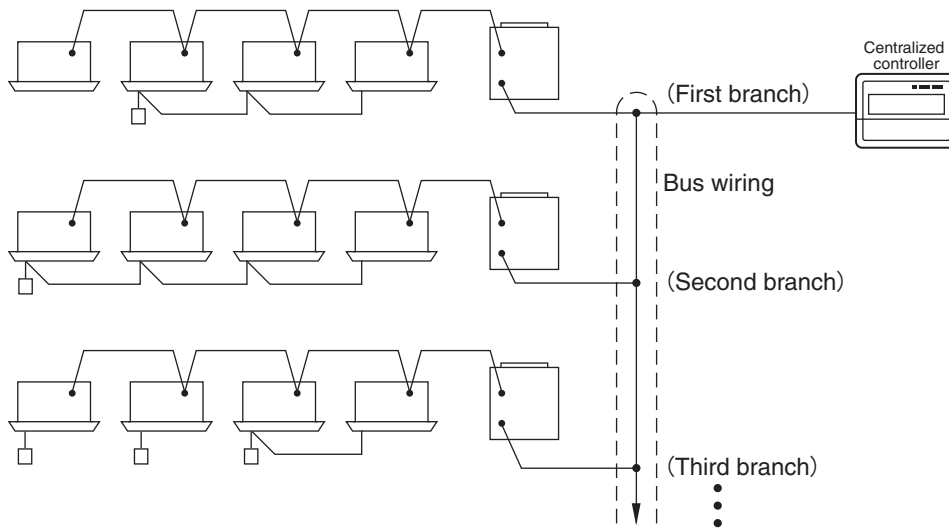 Centralized
controller
(First branch)
Bus wiring
(Second branch)
(Third branch)